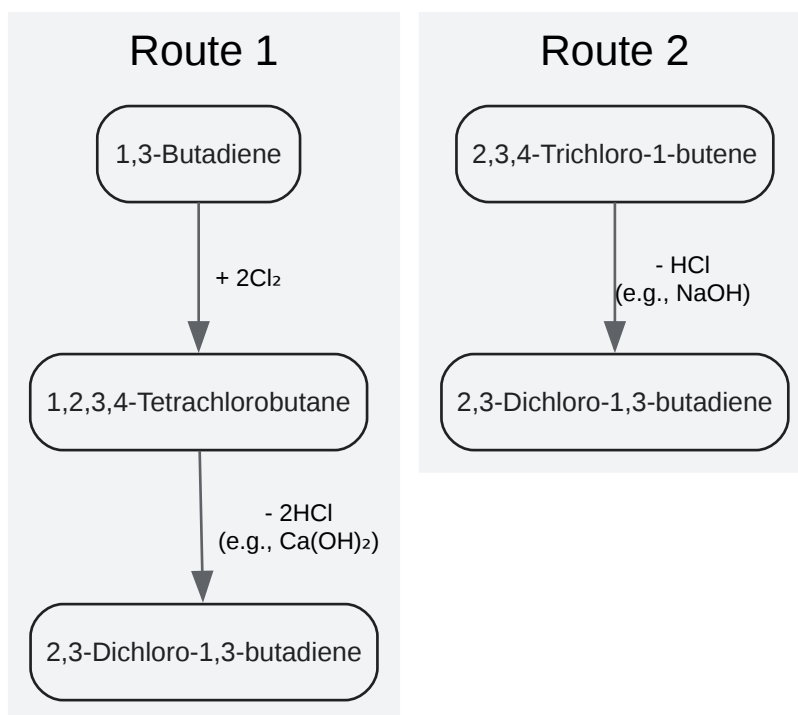 Route 1
1,3-Butadiene
+ 2Cl₂
1,2,3,4-Tetrachlorobutane
- 2HCl
(e.g., Ca(OH)₂)
2,3-Dichloro-1,3-butadiene
Route 2
2,3,4-Trichloro-1-butene
- HCl
(e.g., NaOH)
2,3-Dichloro-1,3-butadiene